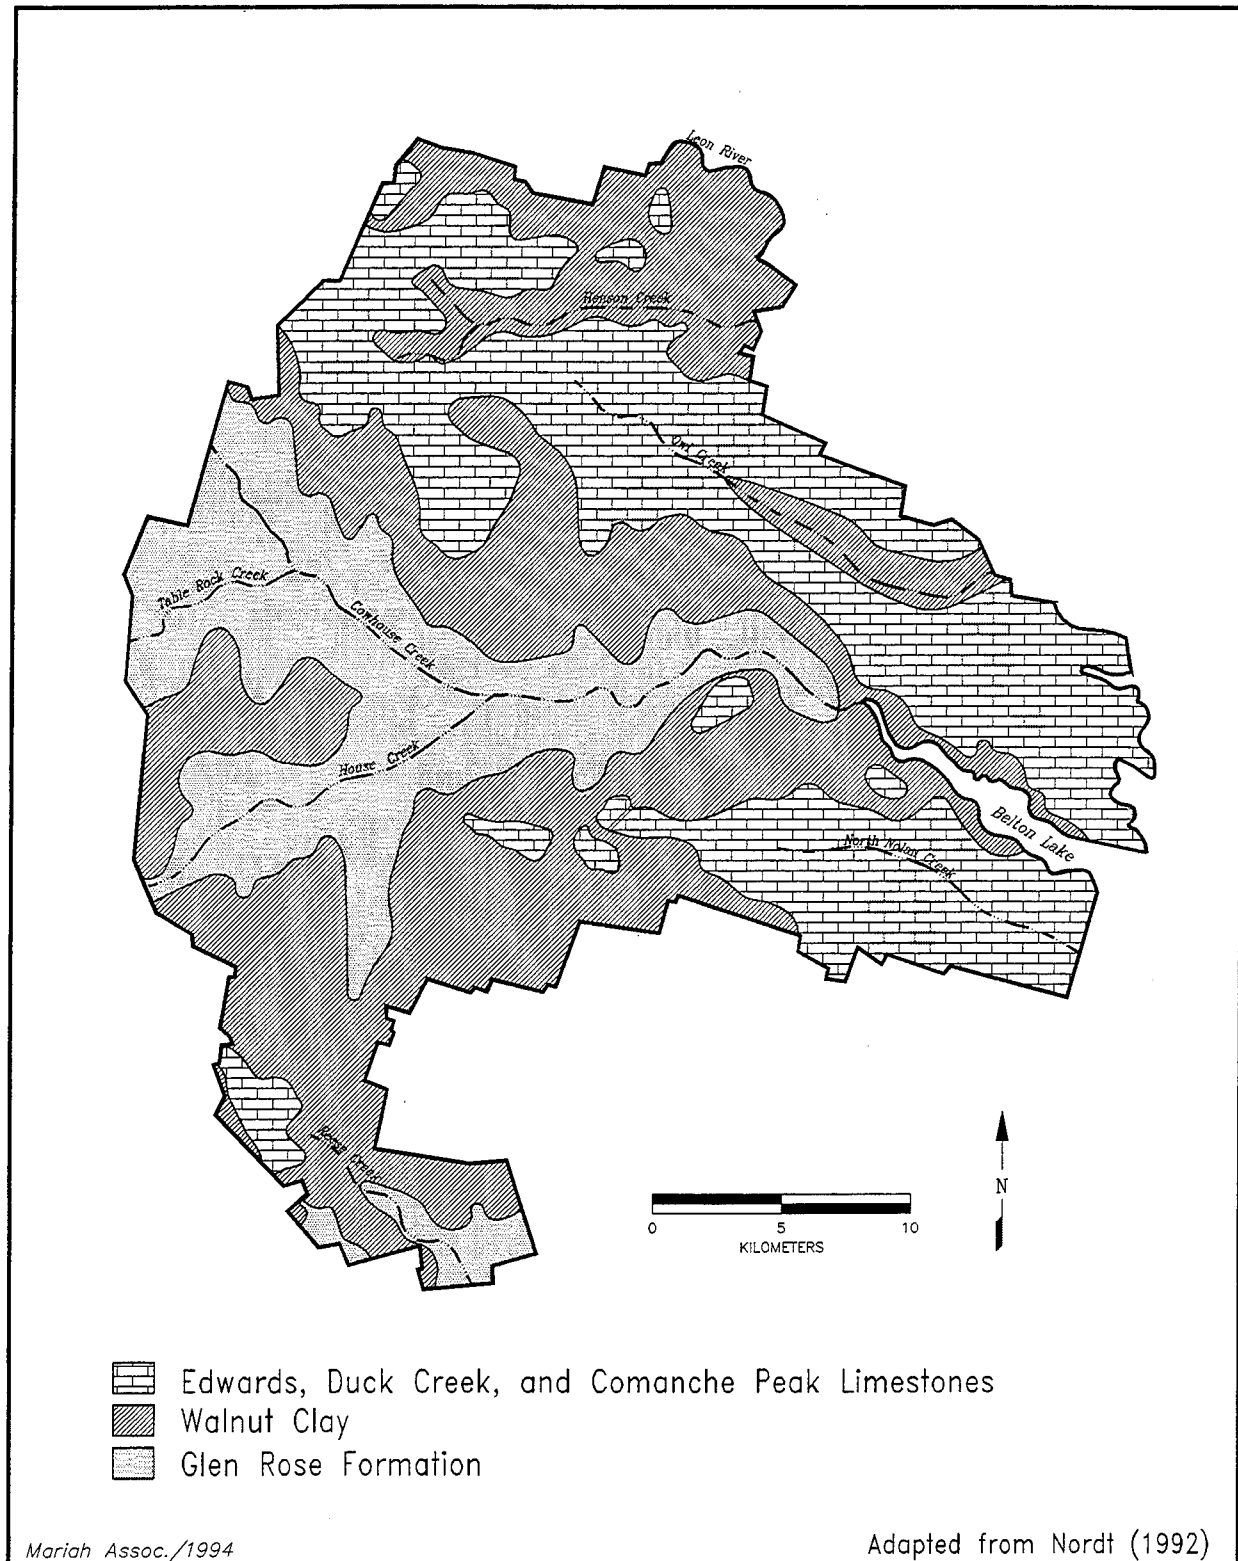 Leon River
Henson Creek
Owl Creek
Table Rock Creek
Cowhouse Creek
House Creek
North Nolan Creek
Belton Lake
Reese Creek
N
0 5 10
KILOMETERS
Edwards, Duck Creek, and Comanche Peak Limestones
Walnut Clay
Glen Rose Formation
Mariah Assoc./1994
Adapted from Nordt (1992)